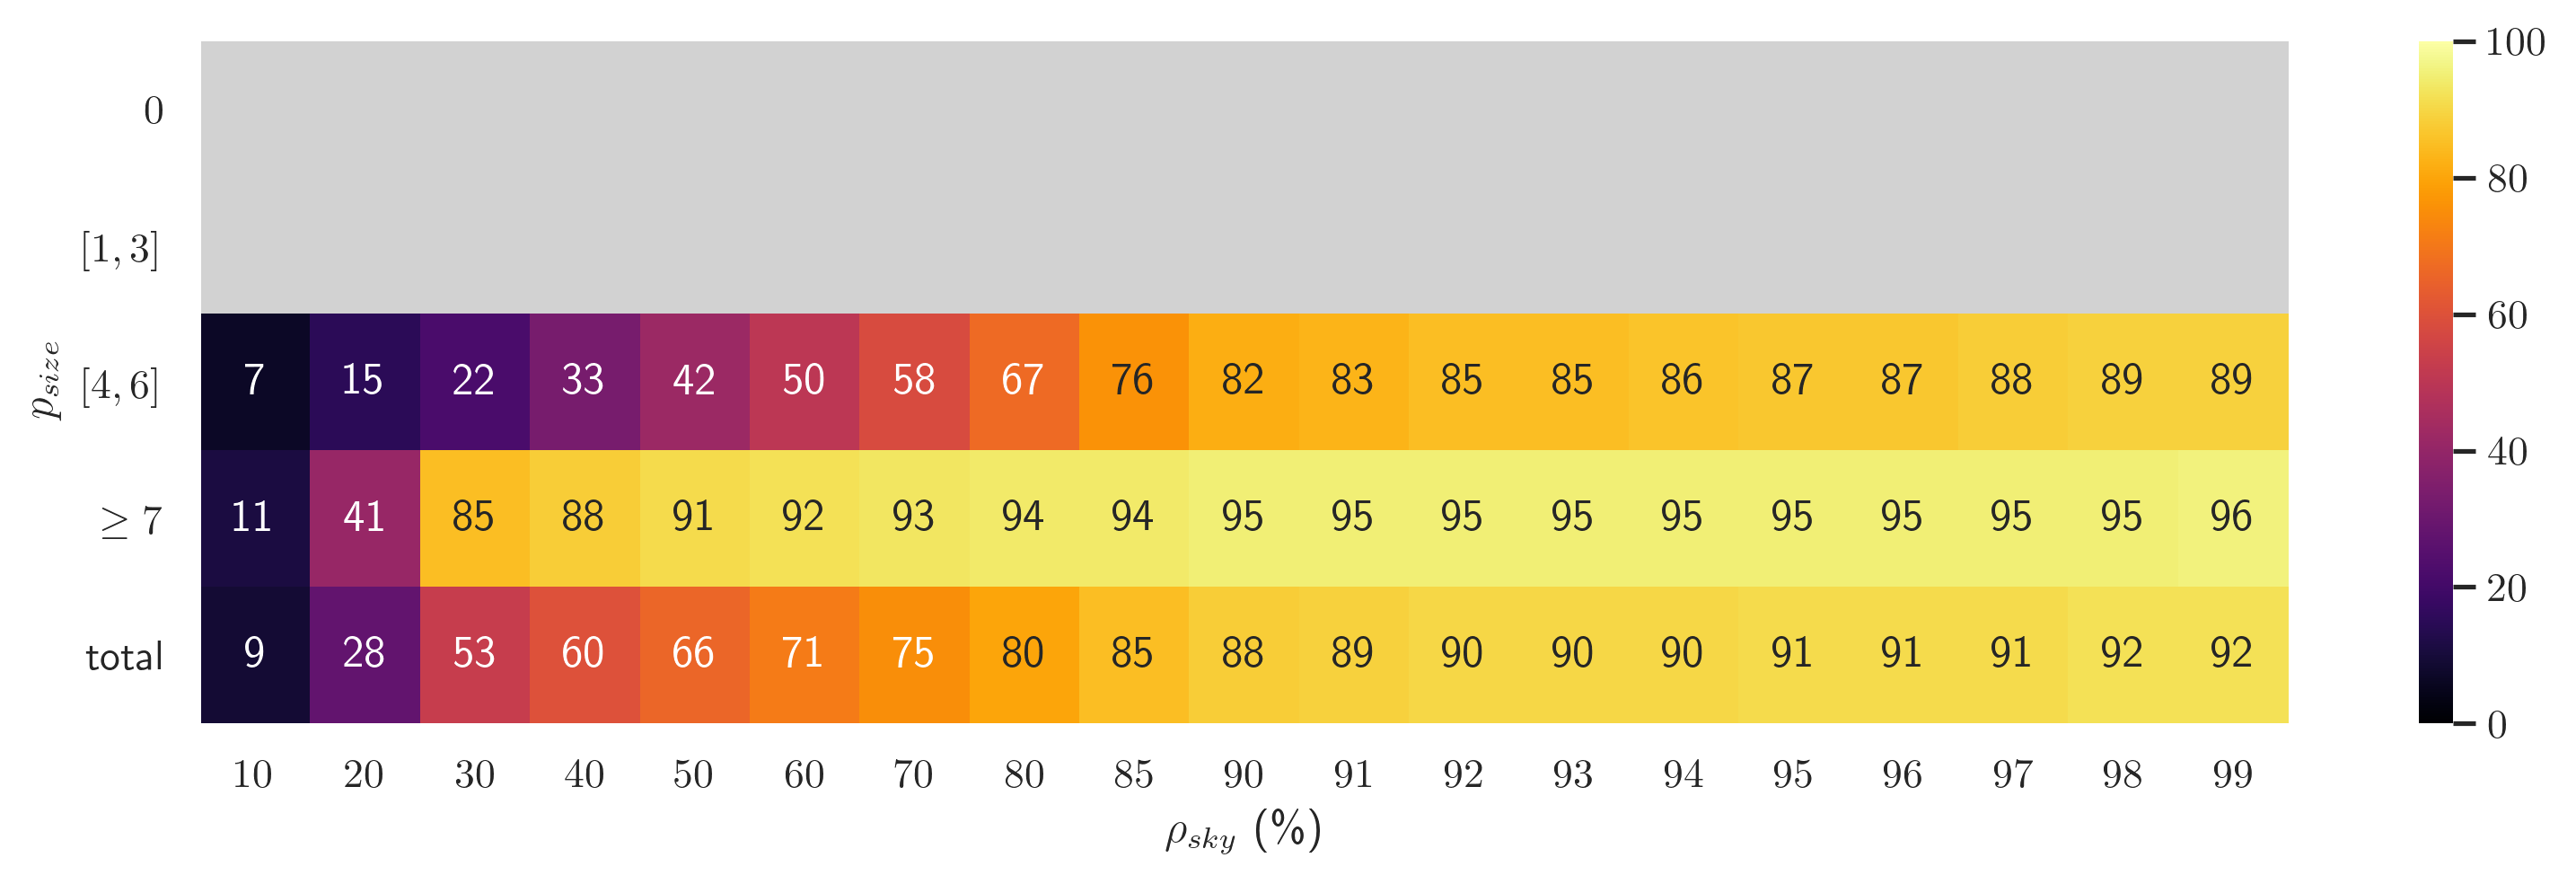 100
0
80
[1, 3]
60
p_size
[4, 6]
7 15 22 33 42 50 58 67 76 82 83 85 85 86 87 87 88 89 89
40
≥ 7
11 41 85 88 91 92 93 94 94 95 95 95 95 95 95 95 95 95 96
20
total
9 28 53 60 66 71 75 80 85 88 89 90 90 90 91 91 91 92 92
0
10 20 30 40 50 60 70 80 85 90 91 92 93 94 95 96 97 98 99
ρ_sky (%)